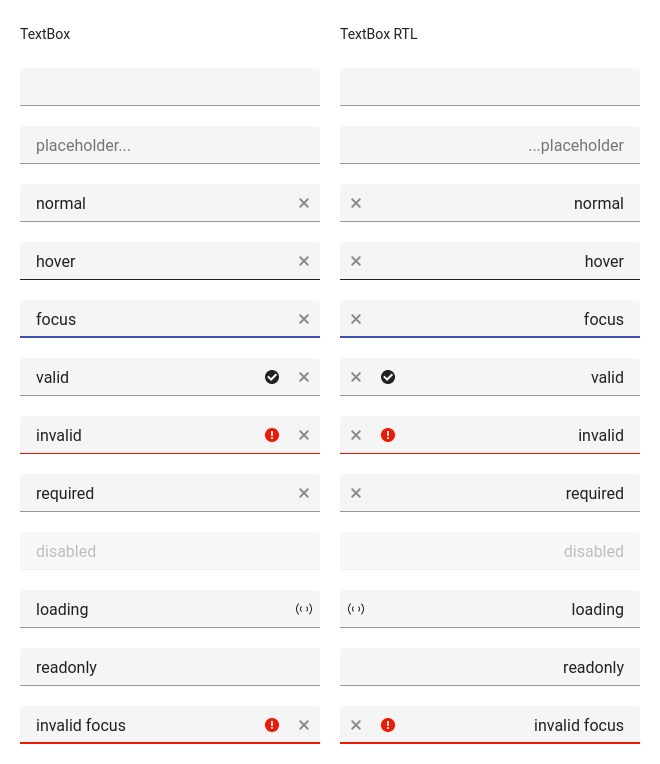 TextBox
TextBox RTL
placeholder...
...placeholder
normal
normal
hover
hover
focus
focus
valid
valid
invalid
invalid
required
required
disabled
disabled
loading
loading
readonly
readonly
invalid focus
invalid focus